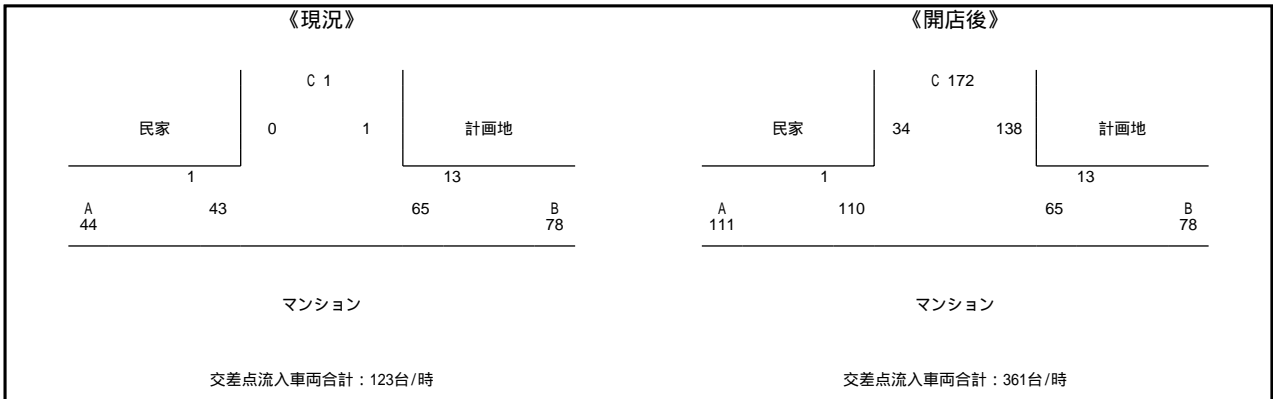 《現況》
C 1
民家 0 1 計画地
1 13
A 43 65 B
44 78
マンション
交差点流入車両合計：123台/時
《開店後》
C 172
民家 34 138 計画地
1 13
A 110 65 B
111 78
マンション
交差点流入車両合計：361台/時